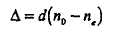 Δ = d(n₀ − nₑ)